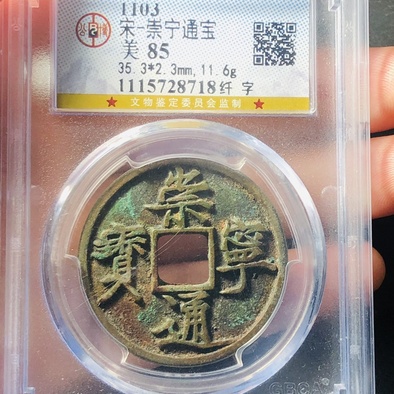 1103
宋·崇宁通宝
美 85
35.3*2.3mm,11.6g
1115728718 纤 字
★ 文物鉴定委员会监制 ★
崇
寶 寧
通